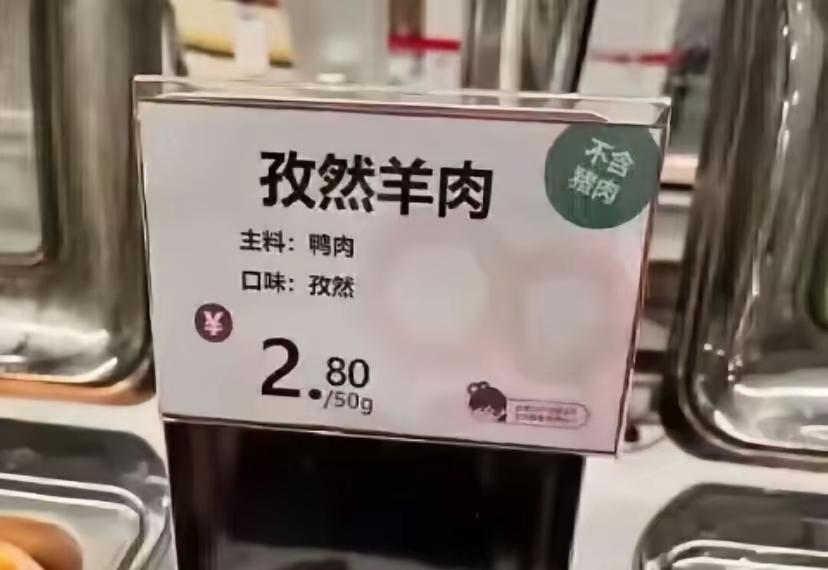 孜然羊肉
不含
猪肉
主料：鸭肉
口味：孜然
¥
2.80
/50g